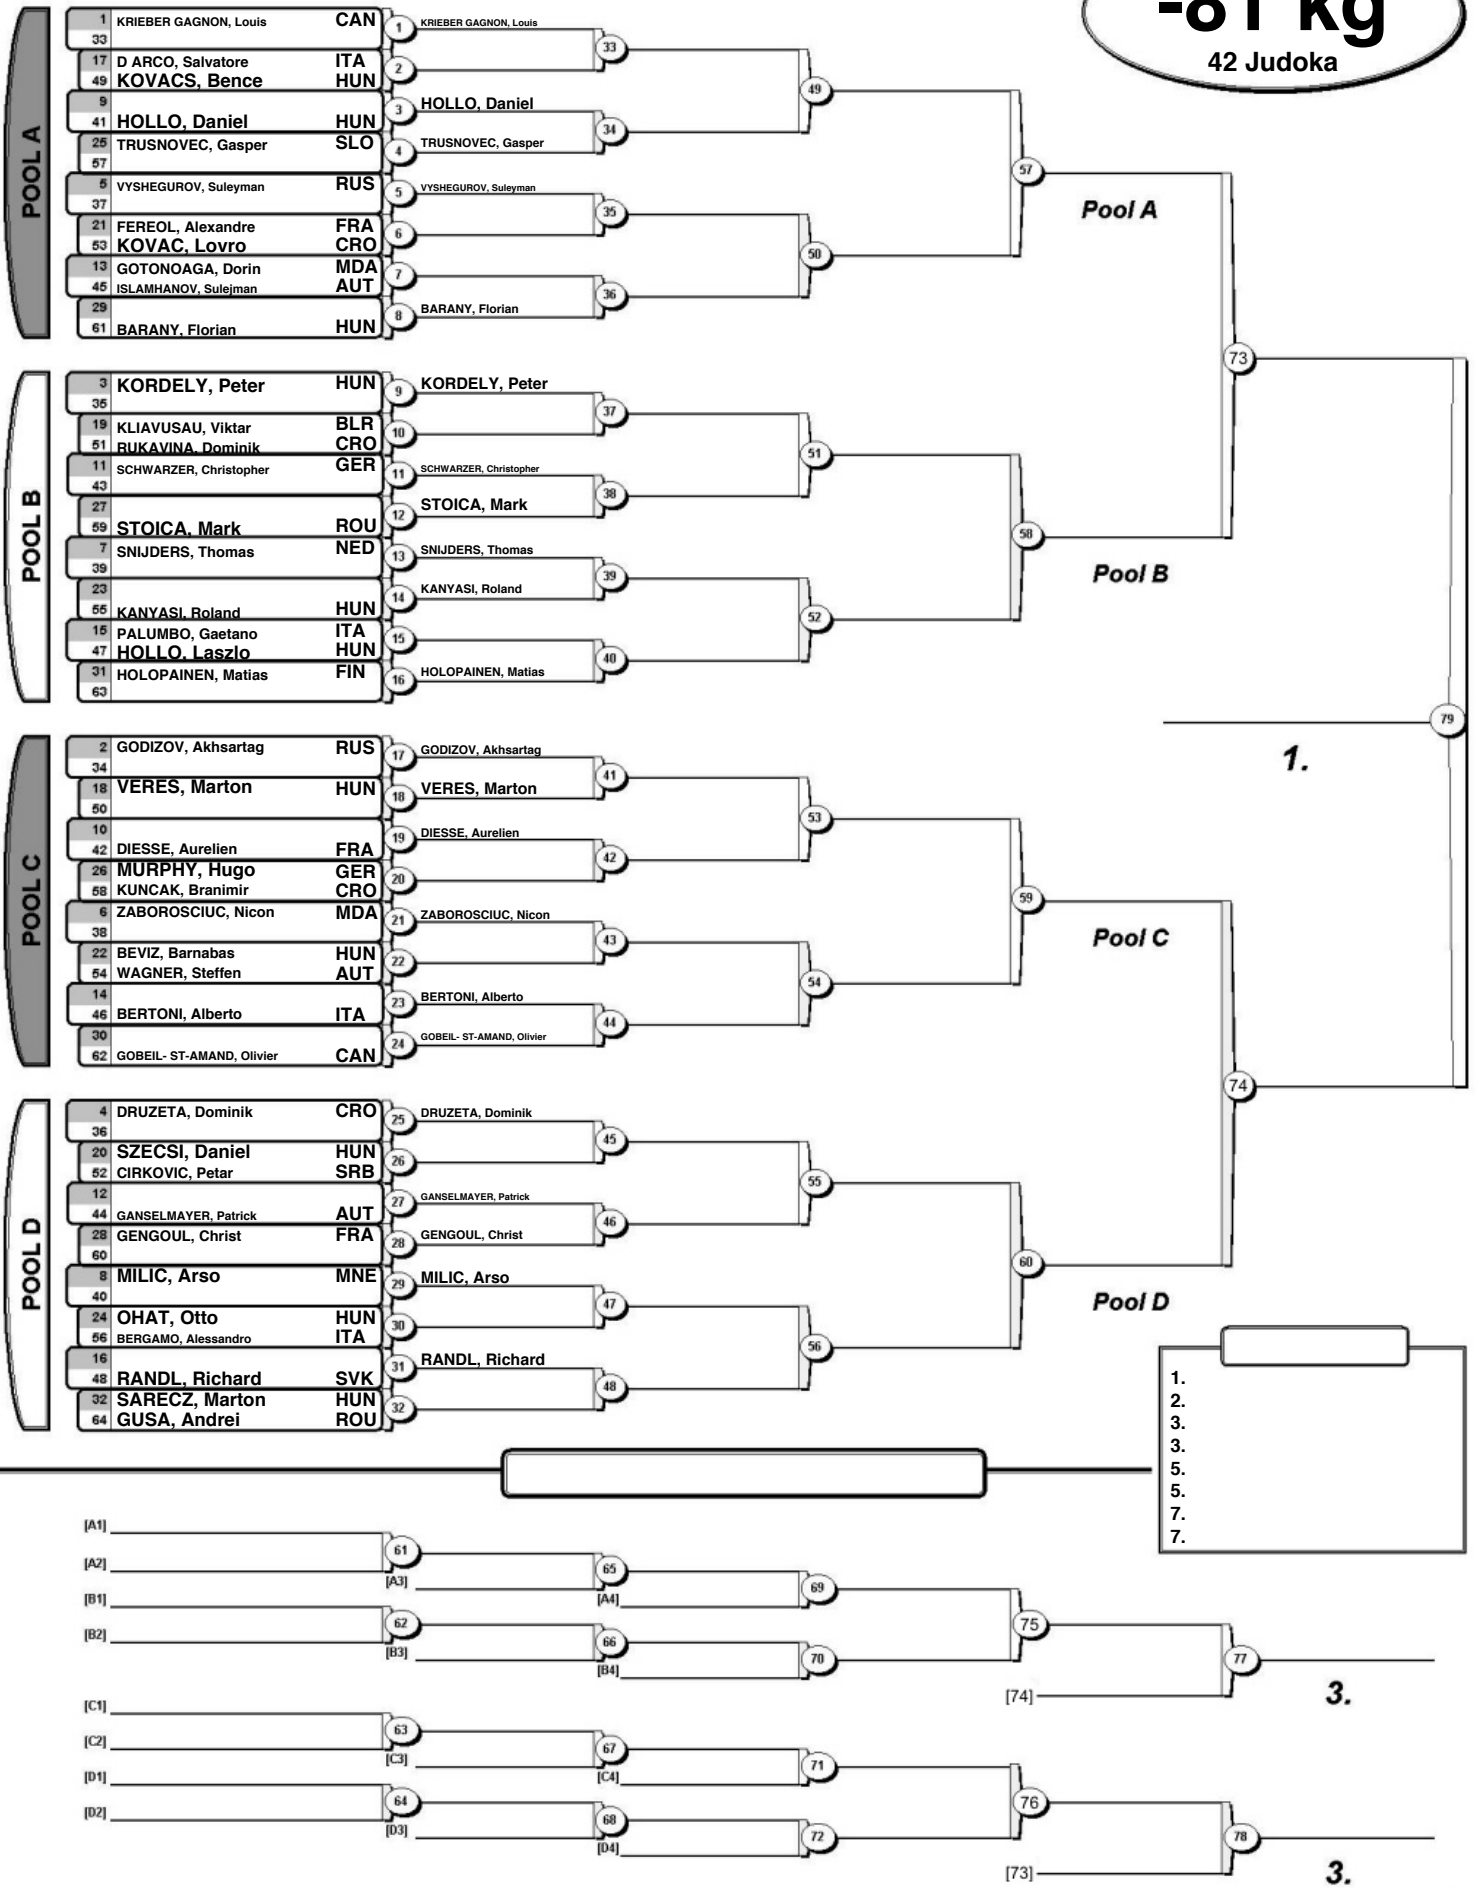 -81 kg
42 Judoka
POOL A
1 KRIEBER GAGNON, Louis CAN
33
1 KRIEBER GAGNON, Louis
17 D ARCO, Salvatore ITA
49 KOVACS, Bence HUN
2
33
9
41 HOLLO, Daniel HUN
3 HOLLO, Daniel
25 TRUSNOVEC, Gasper SLO
57
4 TRUSNOVEC, Gasper
34
49
5 VYSHEGUROV, Suleyman RUS
37
5 VYSHEGUROV, Suleyman
21 FEREOL, Alexandre FRA
53 KOVAC, Lovro CRO
6
35
13 GOTONOAGA, Dorin MDA
45 ISLAMHANOV, Sulejman AUT
7
29
61 BARANY, Florian HUN
8 BARANY, Florian
36
50
57
Pool A
POOL B
3 KORDELY, Peter HUN
35
9 KORDELY, Peter
19 KLIAVUSAU, Viktar BLR
51 RUKAVINA, Dominik CRO
10
37
11 SCHWARZER, Christopher GER
43
11 SCHWARZER, Christopher
27
59 STOICA, Mark ROU
12 STOICA, Mark
38
51
7 SNIJDERS, Thomas NED
39
13 SNIJDERS, Thomas
23
55 KANYASI, Roland HUN
14 KANYASI, Roland
39
15 PALUMBO, Gaetano ITA
47 HOLLO, Laszlo HUN
15
31 HOLOPAINEN, Matias FIN
63
16 HOLOPAINEN, Matias
40
52
58
Pool B
73
79
1.
POOL C
2 GODIZOV, Akhsartag RUS
34
17 GODIZOV, Akhsartag
18 VERES, Marton HUN
50
18 VERES, Marton
41
10
42 DIESSE, Aurelien FRA
19 DIESSE, Aurelien
26 MURPHY, Hugo GER
58 KUNCAK, Branimir CRO
20
42
53
6 ZABOROSCIUC, Nicon MDA
38
21 ZABOROSCIUC, Nicon
22 BEVIZ, Barnabas HUN
54 WAGNER, Steffen AUT
22
43
14
46 BERTONI, Alberto ITA
23 BERTONI, Alberto
30
62 GOBEIL- ST-AMAND, Olivier CAN
24 GOBEIL- ST-AMAND, Olivier
44
54
59
Pool C
74
POOL D
4 DRUZETA, Dominik CRO
36
25 DRUZETA, Dominik
20 SZECSI, Daniel HUN
52 CIRKOVIC, Petar SRB
26
45
12
44 GANSELMAYER, Patrick AUT
27 GANSELMAYER, Patrick
28 GENGOUL, Christ FRA
60
28 GENGOUL, Christ
46
55
8 MILIC, Arso MNE
40
29 MILIC, Arso
24 OHAT, Otto HUN
56 BERGAMO, Alessandro ITA
30
47
16
48 RANDL, Richard SVK
31 RANDL, Richard
32 SARECZ, Marton HUN
64 GUSA, Andrei ROU
32
48
56
60
Pool D
1.
2.
3.
3.
5.
5.
7.
7.
[A1]
61
[A2]
[A3]
65
[A4]
69
[B1]
62
[B2]
[B3]
66
[B4]
70
75
77
[74]
3.
[C1]
63
[C2]
[C3]
67
[C4]
71
[D1]
64
[D2]
[D3]
68
[D4]
72
76
78
[73]
3.